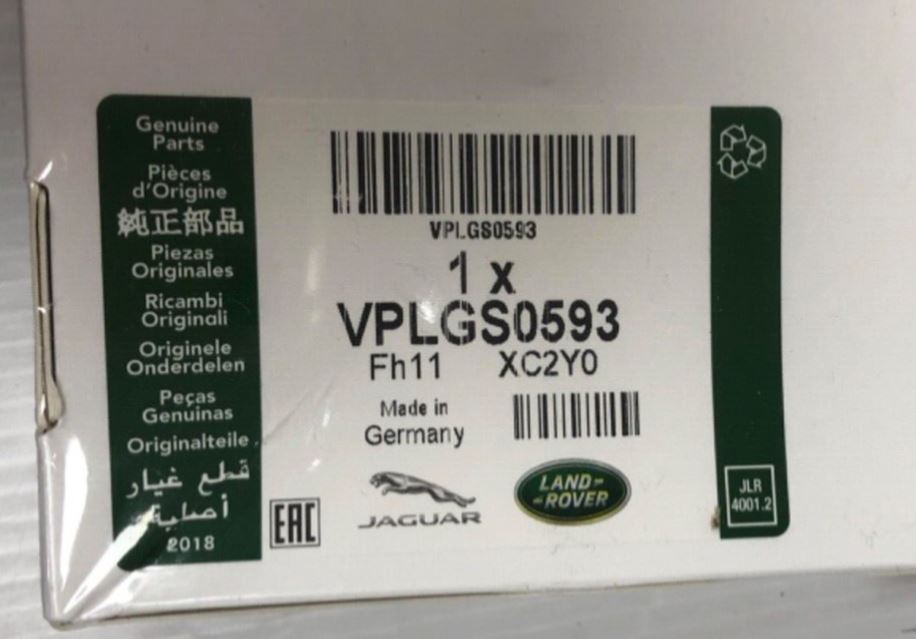 Genuine
Parts
Pièces
d'Origine
純正部品
Piezas
Originales
Ricambi
Originali
Originele
Onderdelen
Peças
Genuinas
Originalteile
قطع غيار
أصلية
2018
VPLGS0593
1 x
VPLGS0593
Fh11 XC2Y0
Made in
Germany
EAC
JAGUAR
LAND-
-ROVER
JLR
4001.2